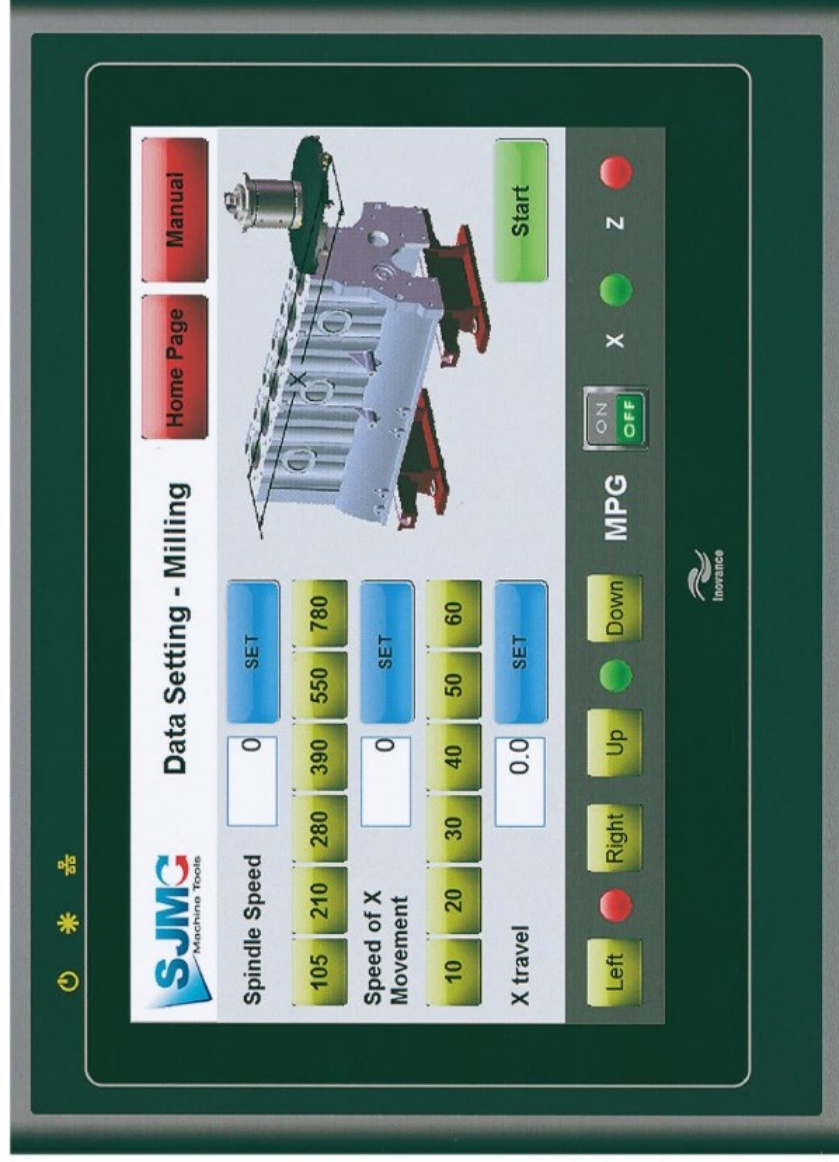 SJMC
Machine Tools
Data Setting - Milling
Home Page
Manual
Spindle Speed
0
SET
105
210
280
390
550
780
Speed of X
Movement
0
SET
10
20
30
40
50
60
X travel
0.0
SET
X
Start
Left
Right
Up
Down
MPG
ON
OFF
X
Z
Inovance